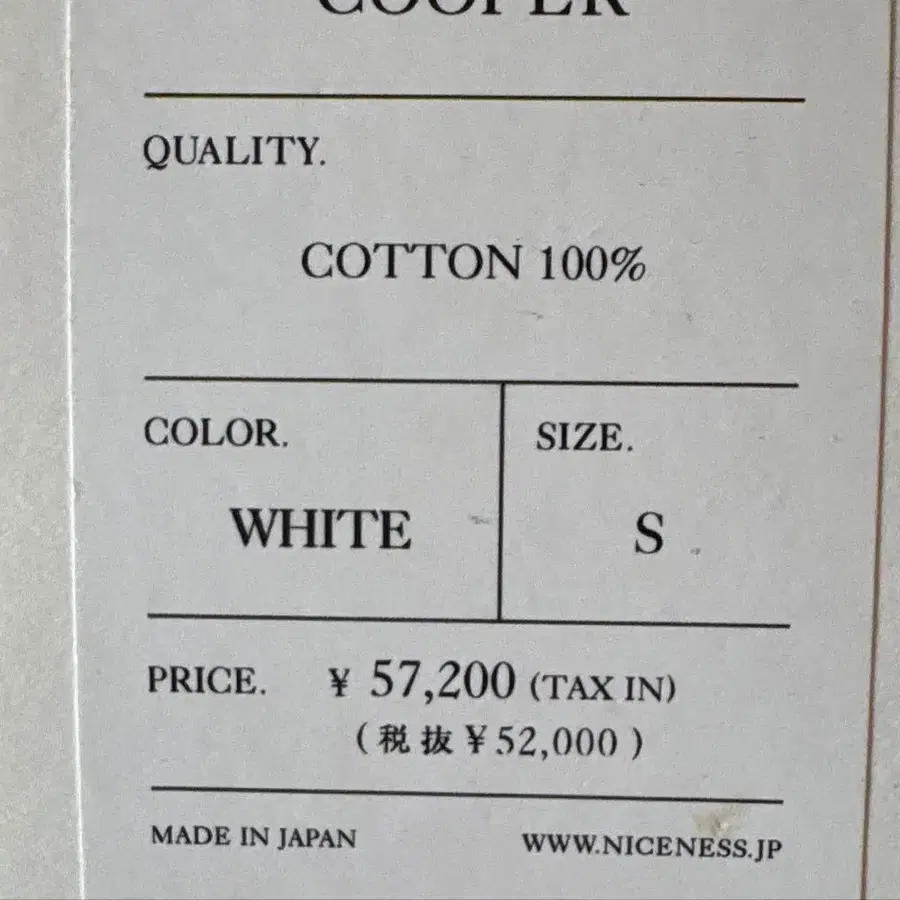 COOPER
QUALITY.
COTTON 100%
COLOR.
WHITE
SIZE.
S
PRICE. ¥ 57,200 (TAX IN)
(税抜¥52,000)
MADE IN JAPAN
WWW.NICENESS.JP